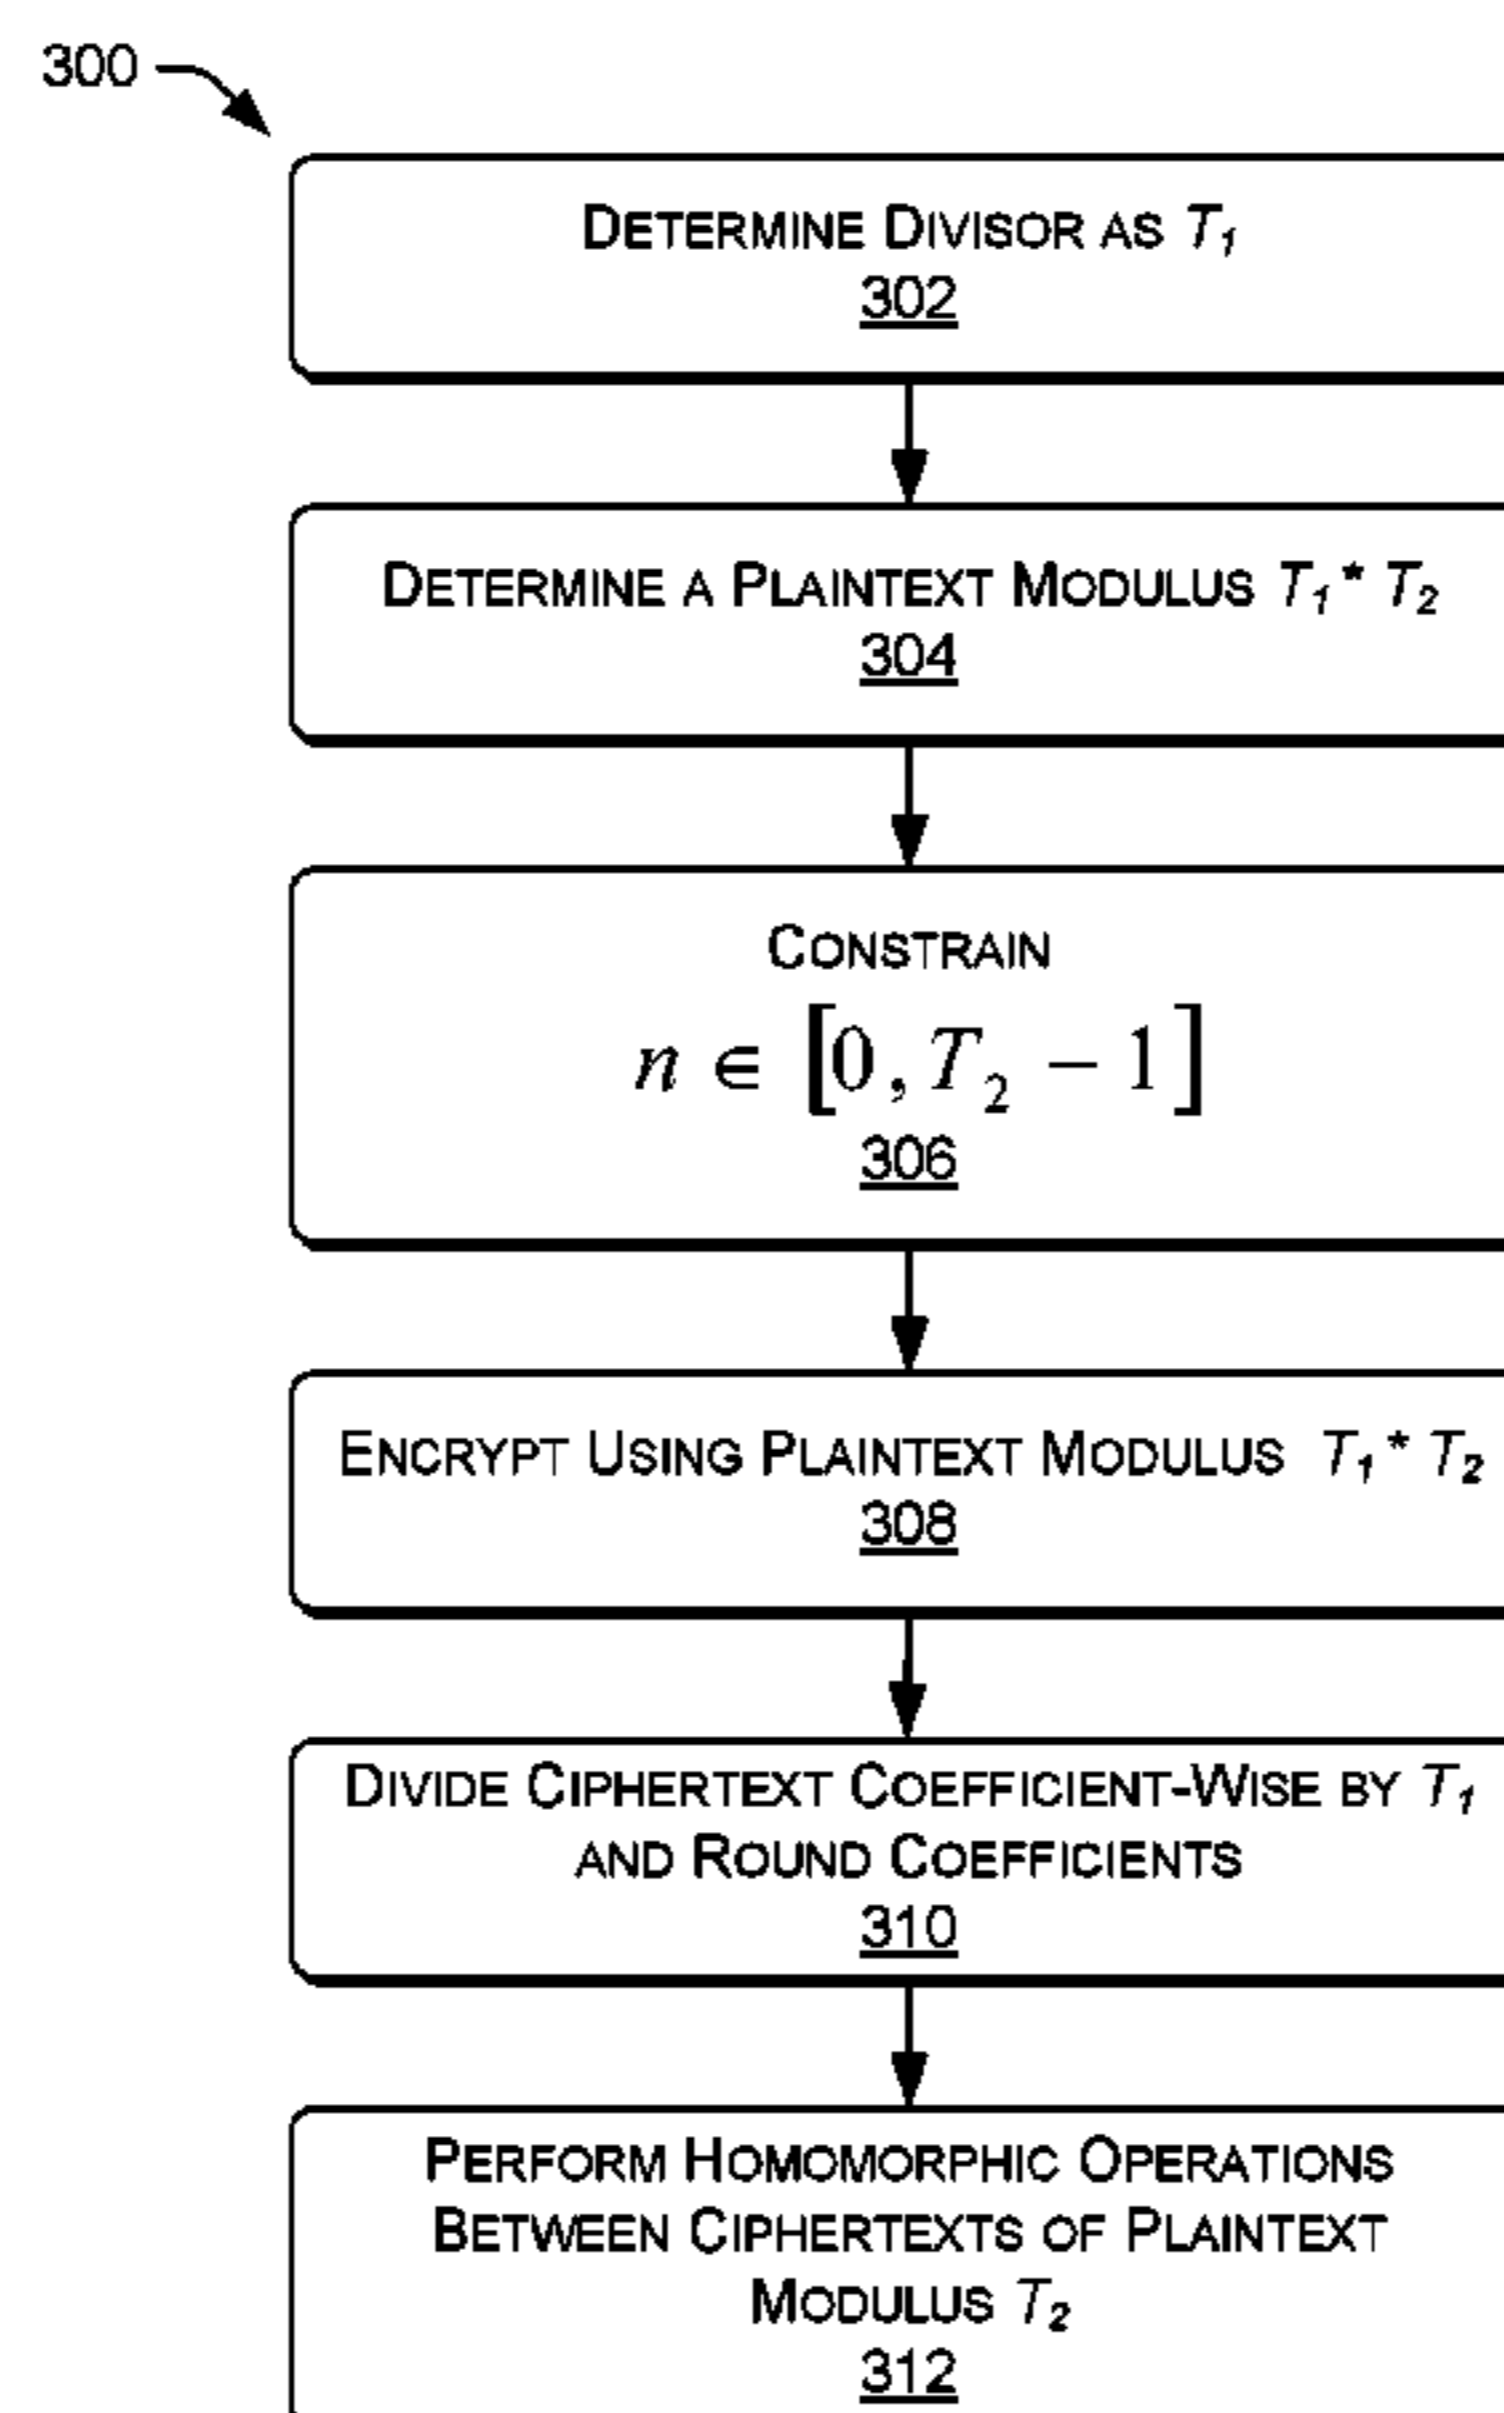 300
DETERMINE DIVISOR AS T₁
302
DETERMINE A PLAINTEXT MODULUS T₁ * T₂
304
CONSTRAIN
n ∈ [0, T₂ − 1]
306
ENCRYPT USING PLAINTEXT MODULUS T₁ * T₂
308
DIVIDE CIPHERTEXT COEFFICIENT-WISE BY T₁
AND ROUND COEFFICIENTS
310
PERFORM HOMOMORPHIC OPERATIONS
BETWEEN CIPHERTEXTS OF PLAINTEXT
MODULUS T₂
312